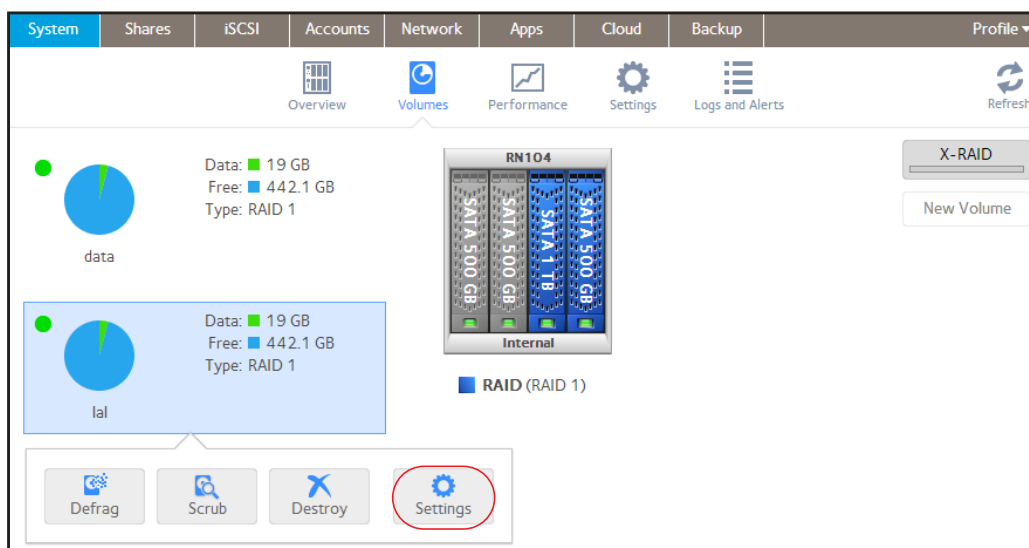 System Shares iSCSI Accounts Network Apps Cloud Backup Profile
Overview Volumes Performance Settings Logs and Alerts Refresh
Data: 19 GB
Free: 442.1 GB
Type: RAID 1
data
RN104
SATA 500 GB
SATA 500 GB
SATA 1 TB
SATA 500 GB
Internal
RAID (RAID 1)
X-RAID
New Volume
Data: 19 GB
Free: 442.1 GB
Type: RAID 1
lal
Defrag Scrub Destroy Settings